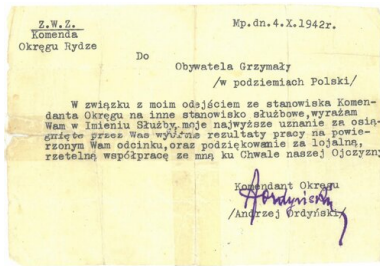 Z.W.Z. Mp.dn.4.X.1942r.
Komenda
Okręgu Rydze
Do
Obywatela Grzymały
/w podziemiach Polski/
W związku z moim odejściem ze stanowiska Komen-
danta Okręgu na inne stanowisko służbowe, wyrażam
Wam w Imieniu Służby moje najwyższe uznanie za osią-
gnięte przez Was wybitne rezultaty pracy na powie-
rzonym Wam odcinku, oraz podziękowanie za lojalną,
rzetelną współpracę ze mną ku Chwale naszej Ojczyzny
Komendant Okręgu
Ordyński
/Andrzej Ordyński/